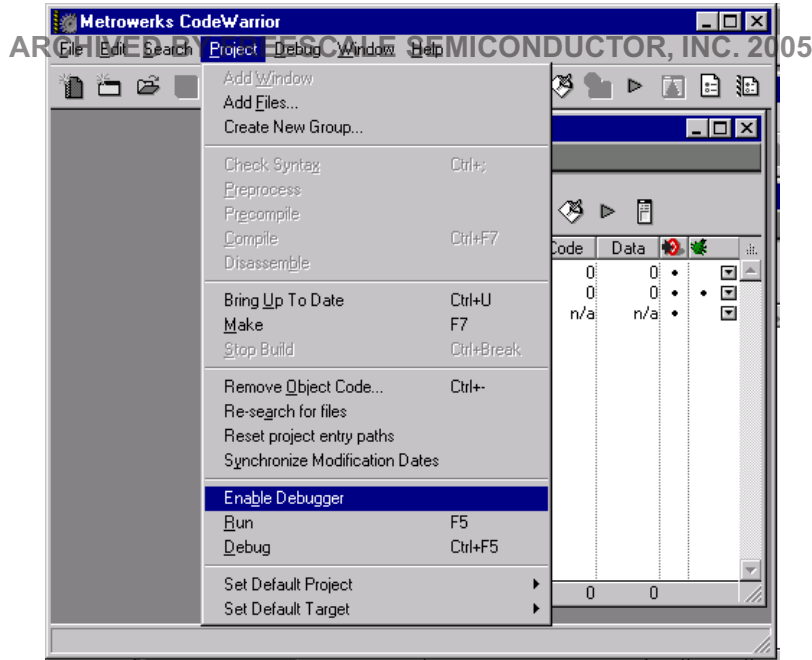 Metrowerks CodeWarrior
ARCHIVED BY FREESCALE SEMICONDUCTOR, INC. 2005
File Edit Search Project Debug Window Help
Add Window
Add Files...
Create New Group...
Check Syntax Ctrl+;
Preprocess
Precompile
Compile Ctrl+F7
Disassemble
Bring Up To Date Ctrl+U
Make F7
Stop Build Ctrl+Break
Remove Object Code... Ctrl+-
Re-search for files
Reset project entry paths
Synchronize Modification Dates
Enable Debugger
Run F5
Debug Ctrl+F5
Set Default Project
Set Default Target
Code Data
0 0
0 0
n/a n/a
0 0